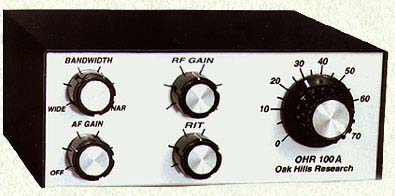 BANDWIDTH
WIDE NAR
RF GAIN
AF GAIN
OFF
RIT
0 10 20 30 40 50 60 70
OHR 100A
Oak Hills Research